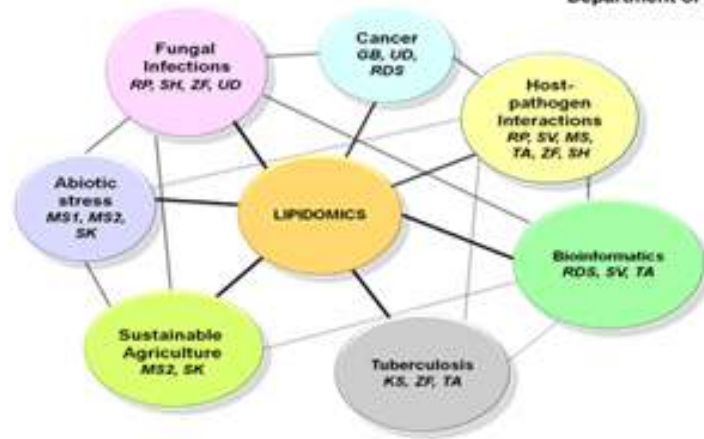 Department of
Cancer
GB, UD,
RDS
Fungal
Infections
RP, SH, ZF, UD
Host-
pathogen
Interactions
RP, SV, MS,
TA, ZF, SH
Abiotic
stress
MS1, MS2,
SK
LIPIDOMICS
Bioinformatics
RDS, SV, TA
Sustainable
Agriculture
MS2, SK
Tuberculosis
KS, ZF, TA